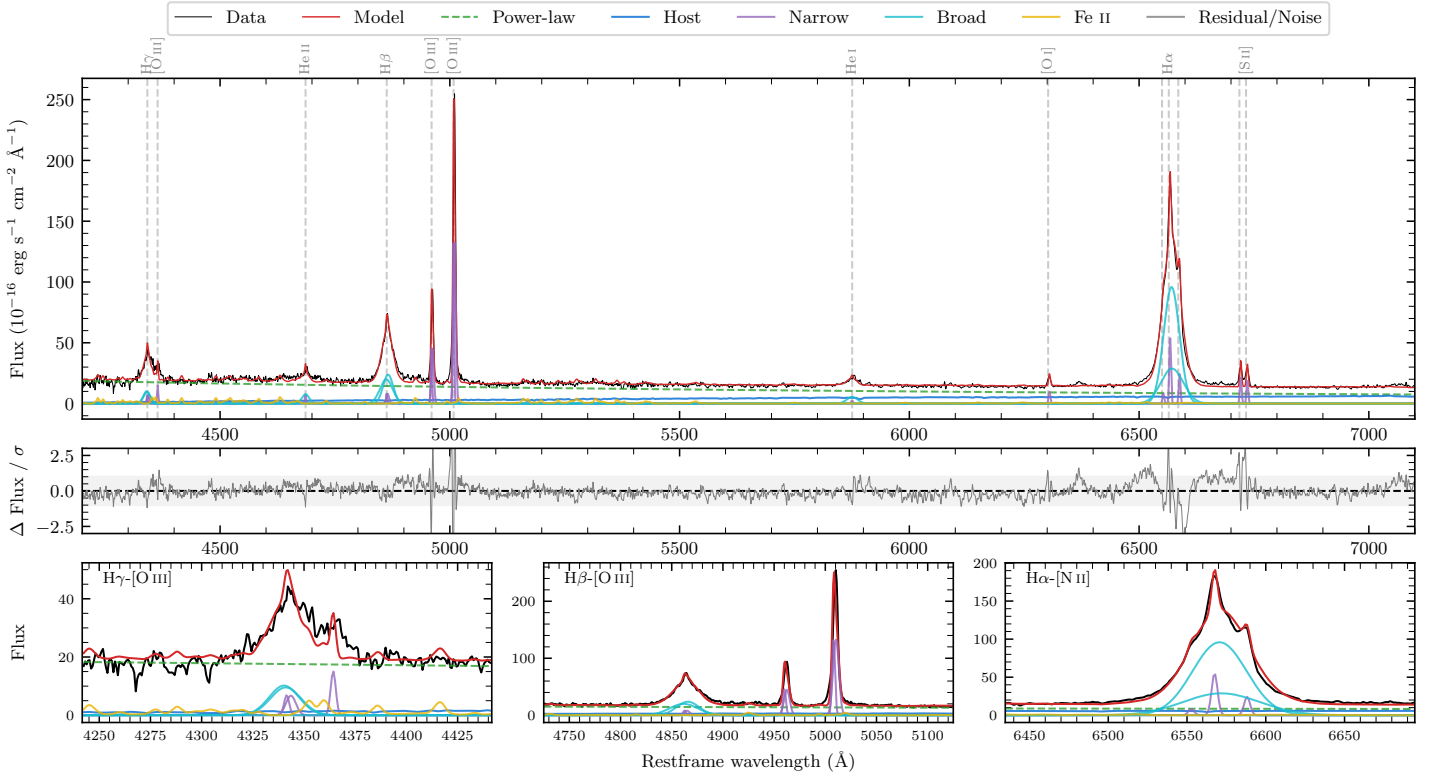 Data Model Power-law Host Narrow Broad Fe II Residual/Noise
Hγ [O III] He II Hβ [O III] [O III] He I [O I] Hα [S II]
Flux (10⁻¹⁶ erg s⁻¹ cm⁻² Å⁻¹)
250
200
150
100
50
0
4500 5000 5500 6000 6500 7000
Δ Flux / σ
2.5
0.0
−2.5
4500 5000 5500 6000 6500 7000
Flux
Hγ-[O III]
40
20
0
4250 4275 4300 4325 4350 4375 4400 4425
Hβ-[O III]
200
100
0
4750 4800 4850 4900 4950 5000 5050 5100
Hα-[N II]
200
150
100
50
0
6450 6500 6550 6600 6650
Restframe wavelength (Å)